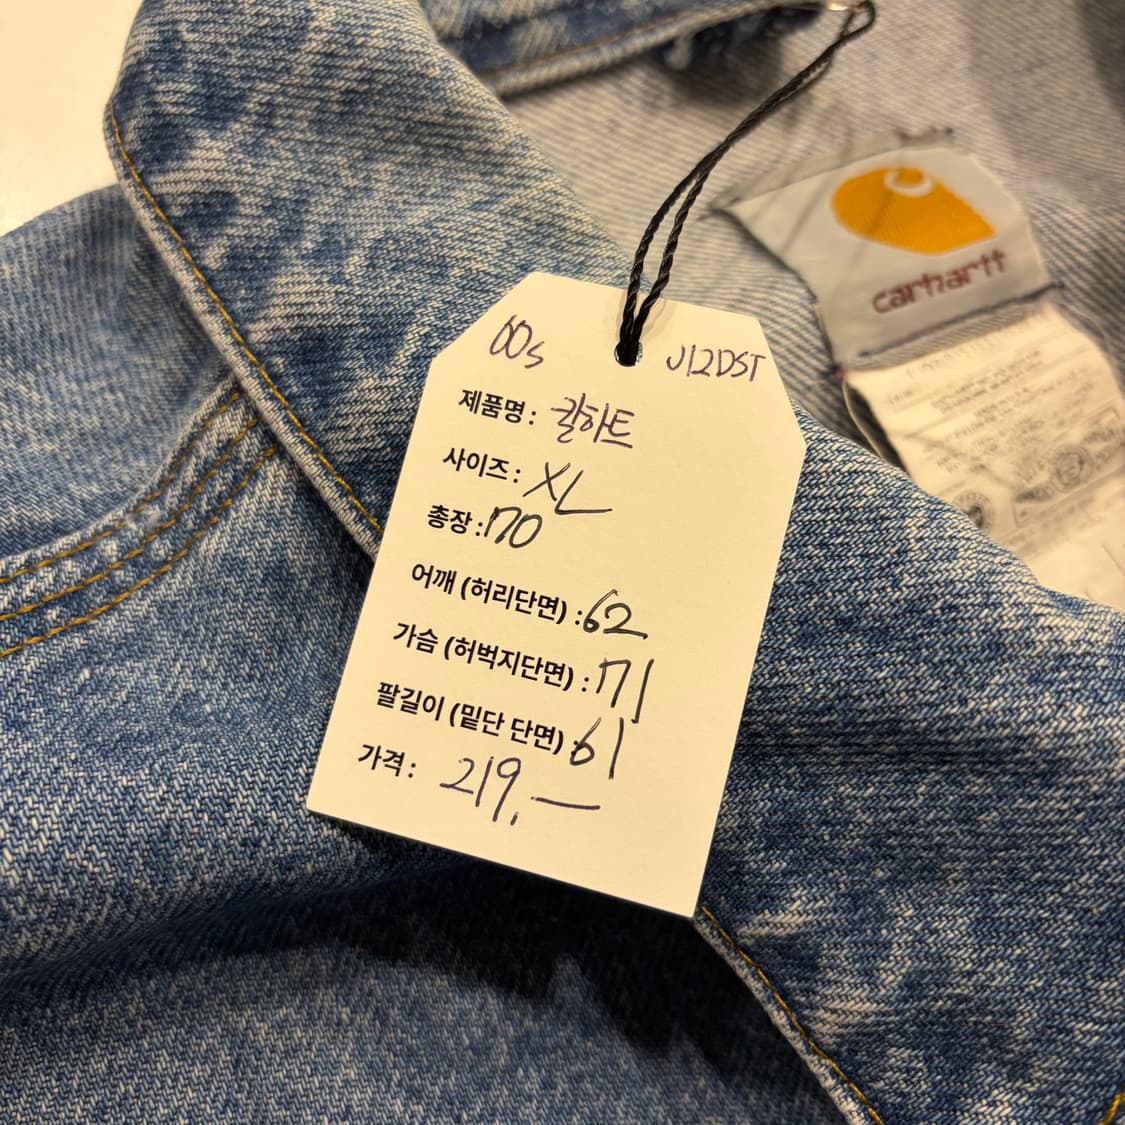 00s J12DST
제품명 : 칼하트
사이즈 : XL
총장 : 70
어깨 (허리단면) : 62
가슴 (허벅지단면) : 71
팔길이 (밑단 단면) : 61
가격 : 219.—
carhartt